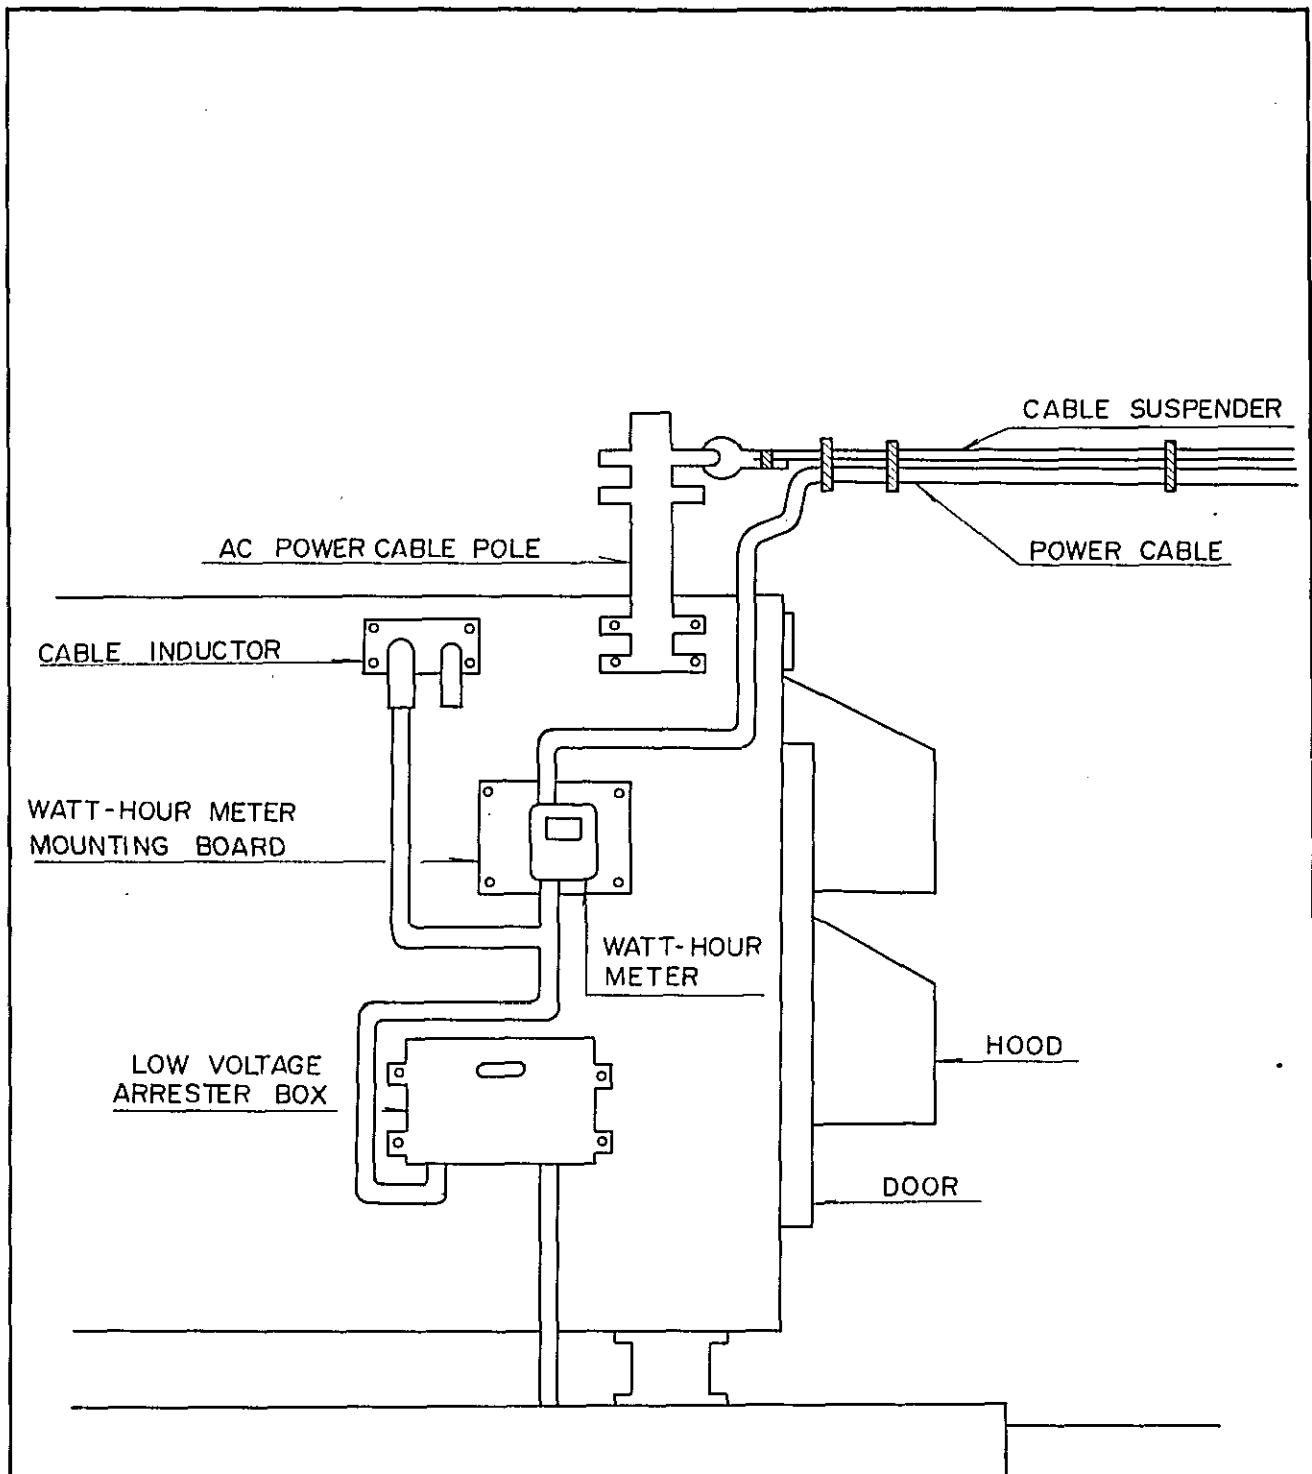 CABLE SUSPENDER
AC POWER CABLE POLE
POWER CABLE
CABLE INDUCTOR
WATT-HOUR METER
MOUNTING BOARD
WATT-HOUR
METER
LOW VOLTAGE
ARRESTER BOX
HOOD
DOOR